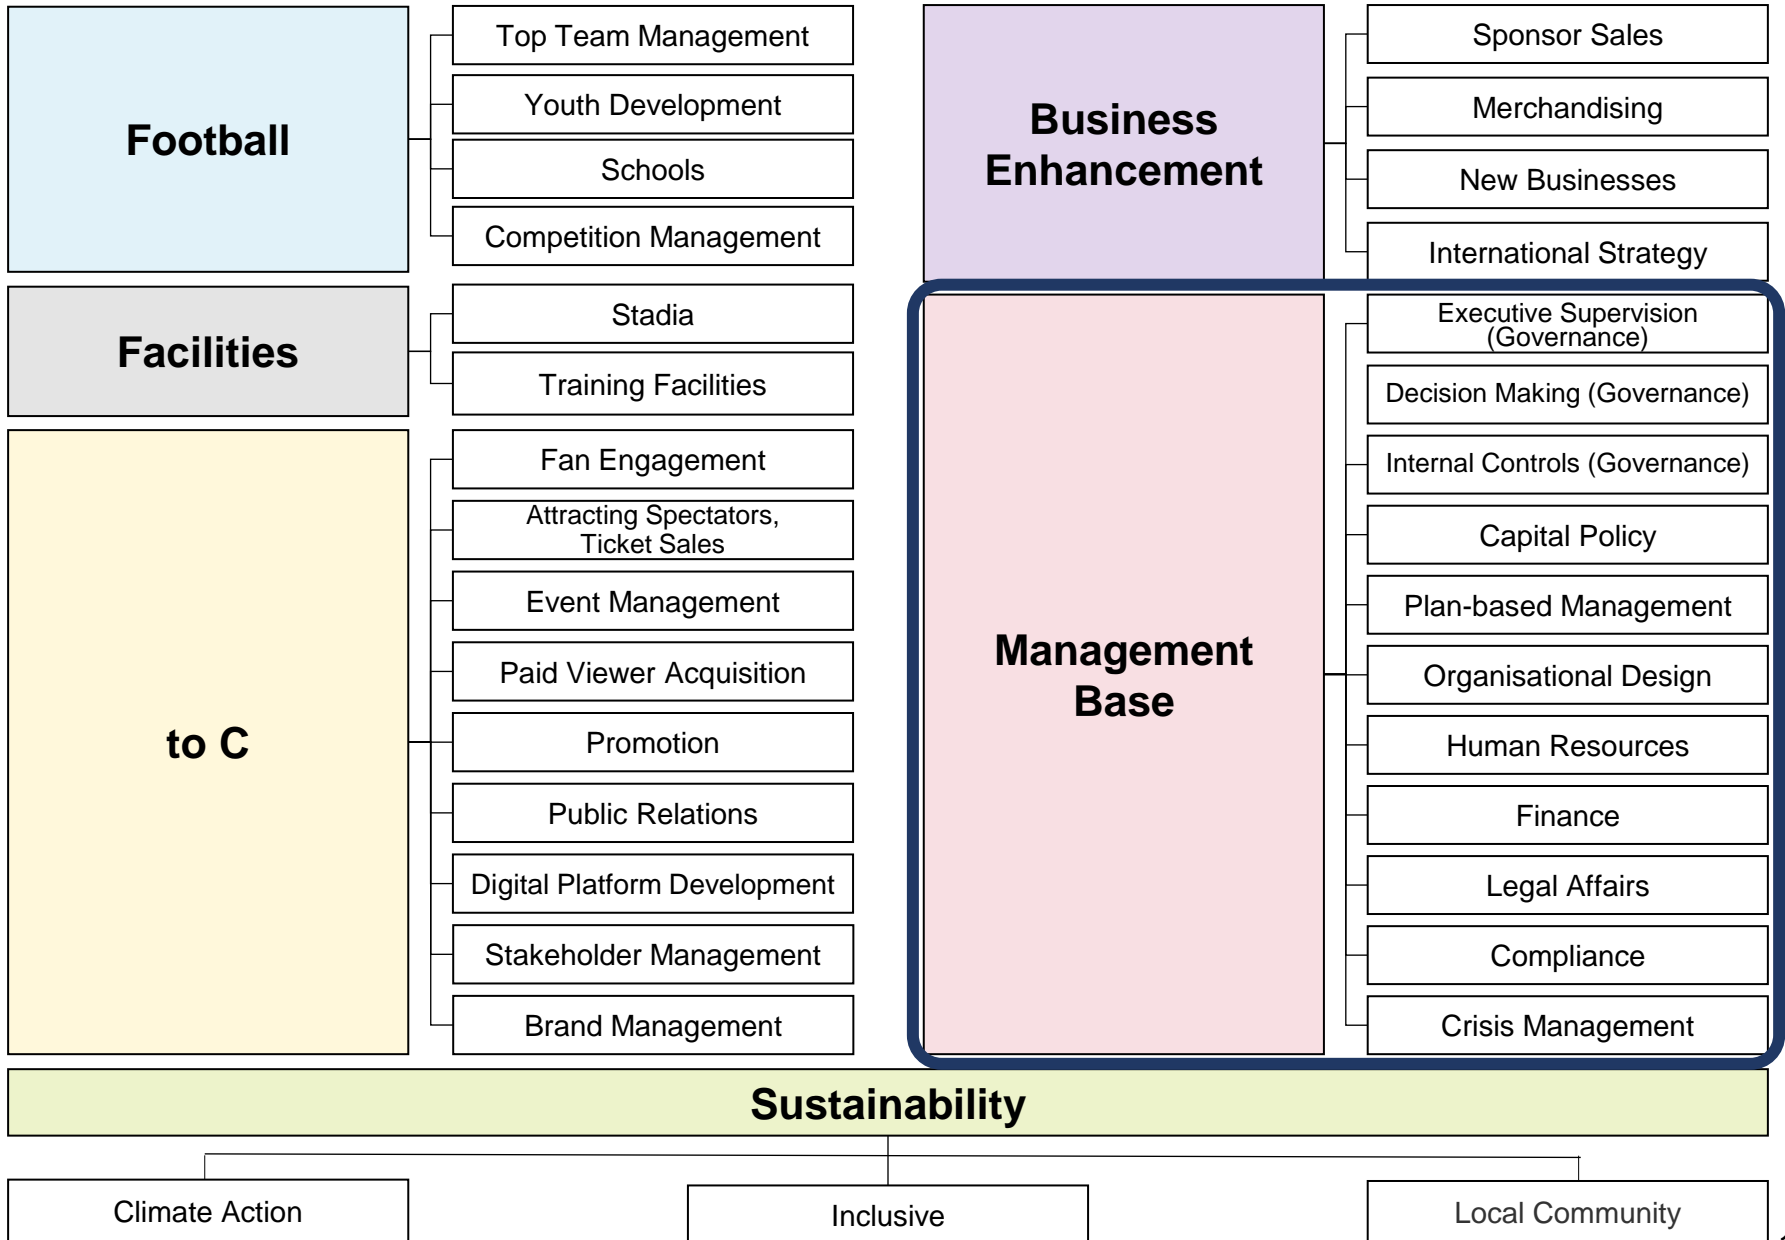 Football
Top Team Management
Youth Development
Schools
Competition Management
Facilities
Stadia
Training Facilities
to C
Fan Engagement
Attracting Spectators,
Ticket Sales
Event Management
Paid Viewer Acquisition
Promotion
Public Relations
Digital Platform Development
Stakeholder Management
Brand Management
Business
Enhancement
Sponsor Sales
Merchandising
New Businesses
International Strategy
Management
Base
Executive Supervision
(Governance)
Decision Making (Governance)
Internal Controls (Governance)
Capital Policy
Plan-based Management
Organisational Design
Human Resources
Finance
Legal Affairs
Compliance
Crisis Management
Sustainability
Climate Action
Inclusive
Local Community